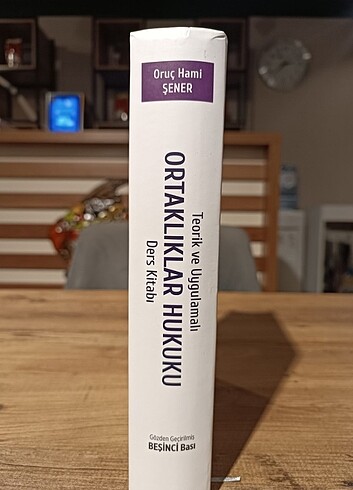 Oruç Hami
ŞENER
Teorik ve Uygulamalı
ORTAKLIKLAR HUKUKU
Ders Kitabı
Gözden Geçirilmiş
BEŞİNCİ Bası